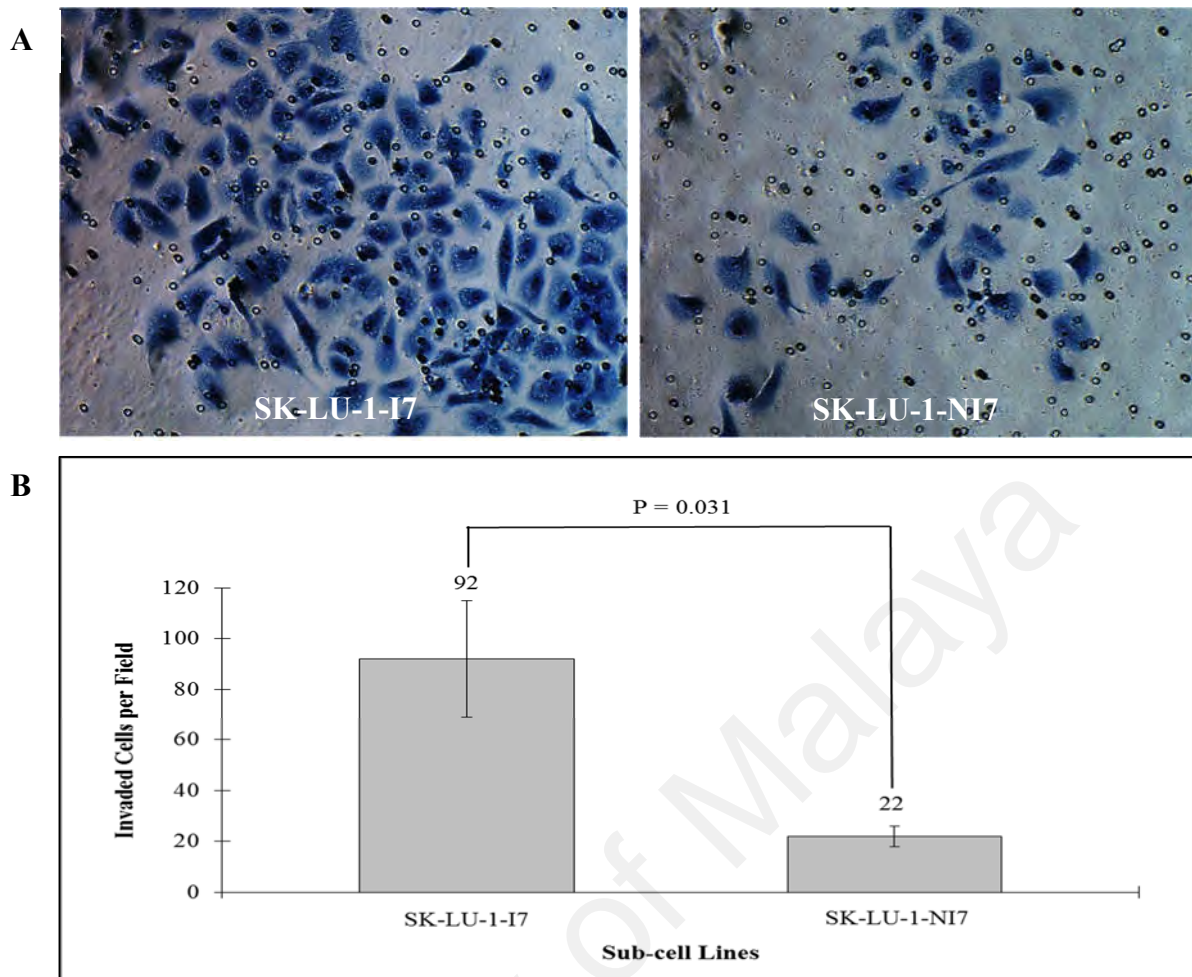 A
SK-LU-1-I7
SK-LU-1-NI7
B
P = 0.031
120
100
80
60
40
20
0
92
22
Invaded Cells per Field
SK-LU-1-I7
SK-LU-1-NI7
Sub-cell Lines
of Malaya